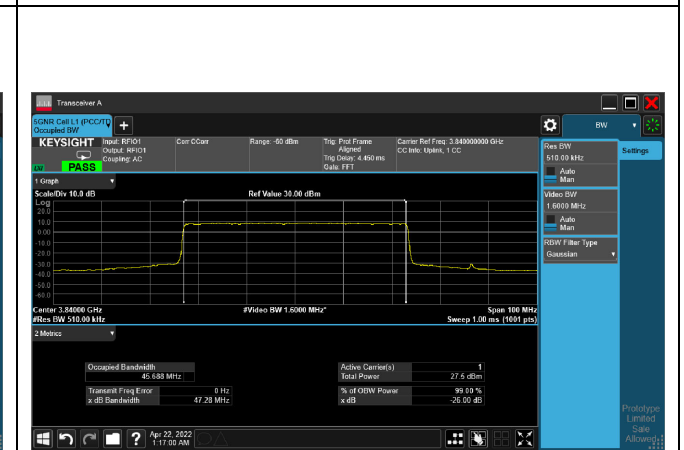 Transceiver A
5GNR Cell L1 (PCC/TD
Occupied BW
BW
KEYSIGHT
Input: RFIO1
Output: RFIO1
Coupling: AC
Corr CCorr
Range: -60 dBm
Trig: Prot Frame
Aligned
Trig Delay: 4.450 ms
Gate: FFT
Carrier Ref Freq: 3.840000000 GHz
CC Info: Uplink, 1 CC
PASS
1 Graph
Scale/Div 10.0 dB
Ref Value 30.00 dBm
Log
20.0
10.0
0.00
-10.0
-20.0
-30.0
-40.0
-50.0
-60.0
Center 3.84000 GHz
#Video BW 1.6000 MHz*
Span 100 MHz
#Res BW 510.00 kHz
Sweep 1.00 ms (1001 pts)
2 Metrics
Occupied Bandwidth
45.688 MHz
Transmit Freq Error 0 Hz
x dB Bandwidth 47.28 MHz
Active Carrier(s) 1
Total Power 27.5 dBm
% of OBW Power 99.00 %
x dB -26.00 dB
Res BW
510.00 kHz
Auto
Man
Video BW
1.6000 MHz
Auto
Man
RBW Filter Type
Gaussian
Settings
Prototype
Limited
Sale
Allowed
Apr 22, 2022
1:17:00 AM